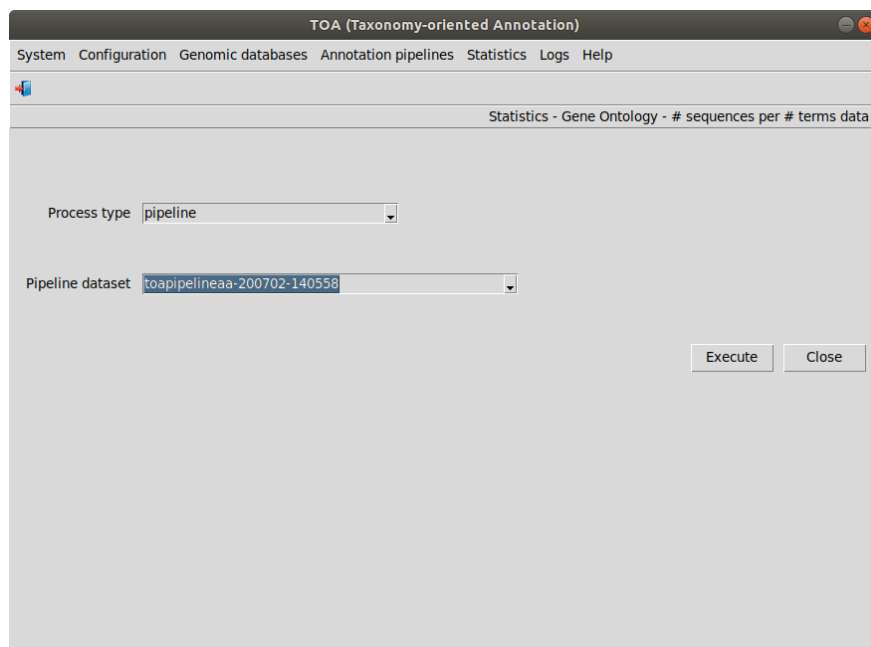 TOA (Taxonomy-oriented Annotation)
System Configuration Genomic databases Annotation pipelines Statistics Logs Help
Statistics - Gene Ontology - # sequences per # terms data
Process type pipeline
Pipeline dataset toapipelineaa-200702-140558
Execute Close